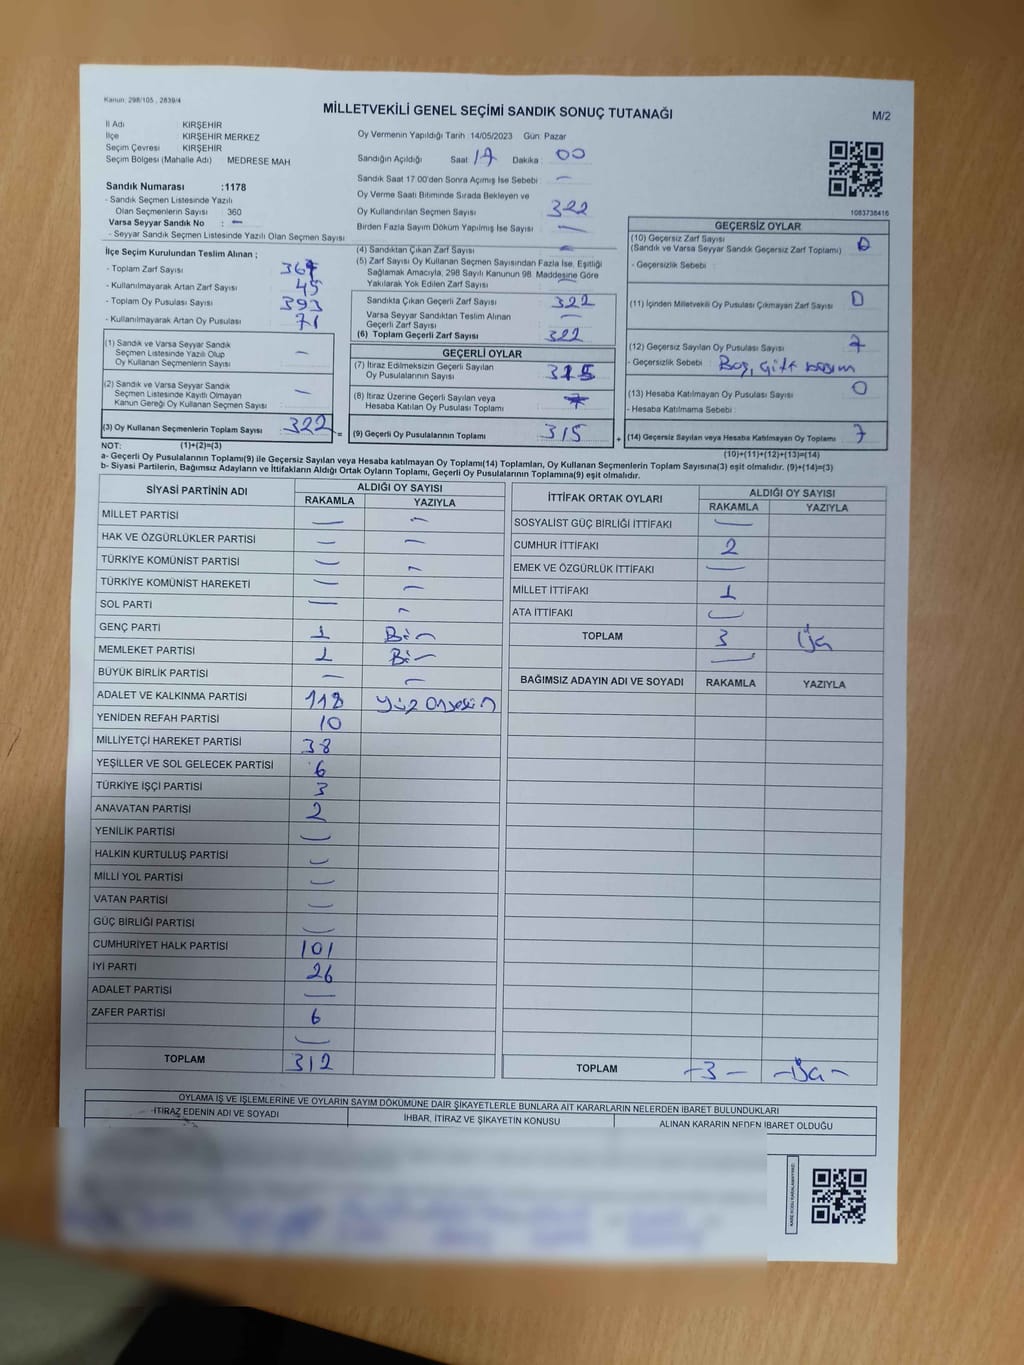 Kanun: 298/105 , 2839/4
MİLLETVEKİLİ GENEL SEÇİMİ SANDIK SONUÇ TUTANAĞI
M/2
İl Adı KIRŞEHİR
İlçe KIRŞEHİR MERKEZ
Seçim Çevresi KIRŞEHİR
Seçim Bölgesi (Mahalle Adı) MEDRESE MAH
Sandık Numarası :1178
- Sandık Seçmen Listesinde Yazılı
Olan Seçmenlerin Sayısı : 360
Varsa Seyyar Sandık No : —
- Seyyar Sandık Seçmen Listesinde Yazılı Olan Seçmen Sayısı
İlçe Seçim Kurulundan Teslim Alınan ;
- Toplam Zarf Sayısı 367
- Kullanılmayarak Artan Zarf Sayısı 45
- Toplam Oy Pusulası Sayısı 393
- Kullanılmayarak Artan Oy Pusulası 71
(1) Sandık ve Varsa Seyyar Sandık
Seçmen Listesinde Yazılı Olup
Oy Kullanan Seçmenlerin Sayısı —
(2) Sandık ve Varsa Seyyar Sandık
Seçmen Listesinde Kayıtlı Olmayan
Kanun Gereği Oy Kullanan Seçmen Sayısı —
(3) Oy Kullanan Seçmenlerin Toplam Sayısı 322
Oy Vermenin Yapıldığı Tarih :14/05/2023 Gün: Pazar
Sandığın Açıldığı Saat 17 Dakika : 00
Sandık Saat 17.00'den Sonra Açılmış İse Sebebi : —
Oy Verme Saati Bitiminde Sırada Bekleyen ve
Oy Kullandırılan Seçmen Sayısı 322
Birden Fazla Sayım Döküm Yapılmış İse Sayısı —
(4) Sandıktan Çıkan Zarf Sayısı —
(5) Zarf Sayısı Oy Kullanan Seçmen Sayısından Fazla İse, Eşitliği
Sağlamak Amacıyla, 298 Sayılı Kanunun 98. Maddesine Göre
Yakılarak Yok Edilen Zarf Sayısı —
Sandıkta Çıkan Geçerli Zarf Sayısı 322
Varsa Seyyar Sandıktan Teslim Alınan
Geçerli Zarf Sayısı —
(6) Toplam Geçerli Zarf Sayısı 322
GEÇERLİ OYLAR
(7) İtiraz Edilmeksizin Geçerli Sayılan
Oy Pusulalarının Sayısı 315
(8) İtiraz Üzerine Geçerli Sayılan veya
Hesaba Katılan Oy Pusulası Toplamı
= (9) Geçerli Oy Pusulalarının Toplamı 315
1083738416
GEÇERSİZ OYLAR
(10) Geçersiz Zarf Sayısı
(Sandık ve Varsa Seyyar Sandık Geçersiz Zarf Toplamı) 0
- Geçersizlik Sebebi :
(11) İçinden Milletvekili Oy Pusulası Çıkmayan Zarf Sayısı 0
(12) Geçersiz Sayılan Oy Pusulası Sayısı 7
- Geçersizlik Sebebi : Boş, Çift basım
(13) Hesaba Katılmayan Oy Pusulası Sayısı 0
- Hesaba Katılmama Sebebi :
+ (14) Geçersiz Sayılan veya Hesaba Katılmayan Oy Toplamı 7
NOT: (1)+(2)=(3)
(10)+(11)+(12)+(13)=(14)
a- Geçerli Oy Pusulalarının Toplamı(9) ile Geçersiz Sayılan veya Hesaba katılmayan Oy Toplamı(14) Toplamları, Oy Kullanan Seçmenlerin Toplam Sayısına(3) eşit olmalıdır. (9)+(14)=(3)
b- Siyasi Partilerin, Bağımsız Adayların ve İttifakların Aldığı Ortak Oyların Toplamı, Geçerli Oy Pusulalarının Toplamına(9) eşit olmalıdır.
SİYASİ PARTİNİN ADI ALDIĞI OY SAYISI
RAKAMLA YAZIYLA
MİLLET PARTİSİ — —
HAK VE ÖZGÜRLÜKLER PARTİSİ — —
TÜRKİYE KOMÜNİST PARTİSİ — —
TÜRKİYE KOMÜNİST HAREKETİ — —
SOL PARTİ — —
GENÇ PARTİ 1 Bir
MEMLEKET PARTİSİ 1 Bir
BÜYÜK BİRLİK PARTİSİ — —
ADALET VE KALKINMA PARTİSİ 118 Yüz Onsekiz
YENİDEN REFAH PARTİSİ 10
MİLLİYETÇİ HAREKET PARTİSİ 38
YEŞİLLER VE SOL GELECEK PARTİSİ 6
TÜRKİYE İŞÇİ PARTİSİ 3
ANAVATAN PARTİSİ 2
YENİLİK PARTİSİ —
HALKIN KURTULUŞ PARTİSİ —
MİLLİ YOL PARTİSİ —
VATAN PARTİSİ —
GÜÇ BİRLİĞİ PARTİSİ —
CUMHURİYET HALK PARTİSİ 101
İYİ PARTİ 26
ADALET PARTİSİ —
ZAFER PARTİSİ 6
—
TOPLAM 312
İTTİFAK ORTAK OYLARI ALDIĞI OY SAYISI
RAKAMLA YAZIYLA
SOSYALİST GÜÇ BİRLİĞİ İTTİFAKI —
CUMHUR İTTİFAKI 2
EMEK VE ÖZGÜRLÜK İTTİFAKI —
MİLLET İTTİFAKI 1
ATA İTTİFAKI —
TOPLAM 3 Üç
—
BAĞIMSIZ ADAYIN ADI VE SOYADI RAKAMLA YAZIYLA
TOPLAM -3- -Üç-
OYLAMA İŞ VE İŞLEMLERİNE VE OYLARIN SAYIM DÖKÜMÜNE DAİR ŞİKAYETLERLE BUNLARA AİT KARARLARIN NELERDEN İBARET BULUNDUKLARI
İTİRAZ EDENİN ADI VE SOYADI İHBAR, İTİRAZ VE ŞİKAYETİN KONUSU ALINAN KARARIN NEDEN İBARET OLDUĞU